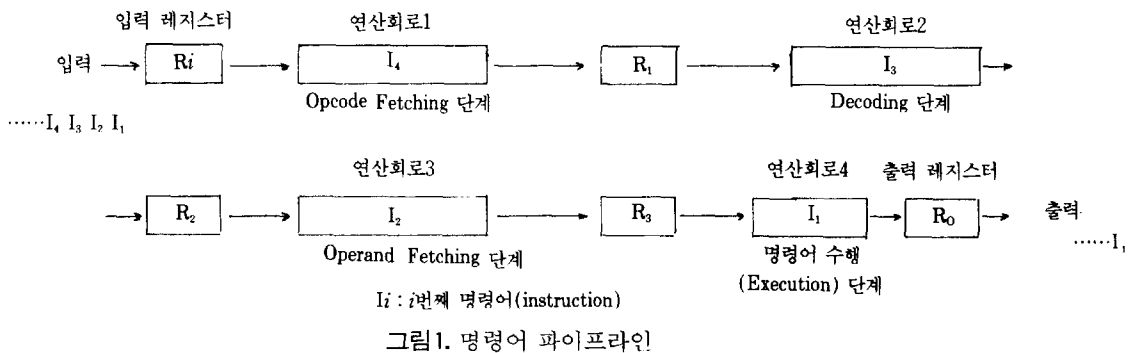 입력 레지스터 연산회로1 연산회로2
입력 Ri I₄ R₁ I₃
Opcode Fetching 단계 Decoding 단계
……I₄ I₃ I₂ I₁
연산회로3 연산회로4 출력 레지스터
R₂ I₂ R₃ I₁ R₀ 출력
……I₁
Operand Fetching 단계 명령어 수행
(Execution) 단계
Ii : i번째 명령어(instruction)
그림1. 명령어 파이프라인